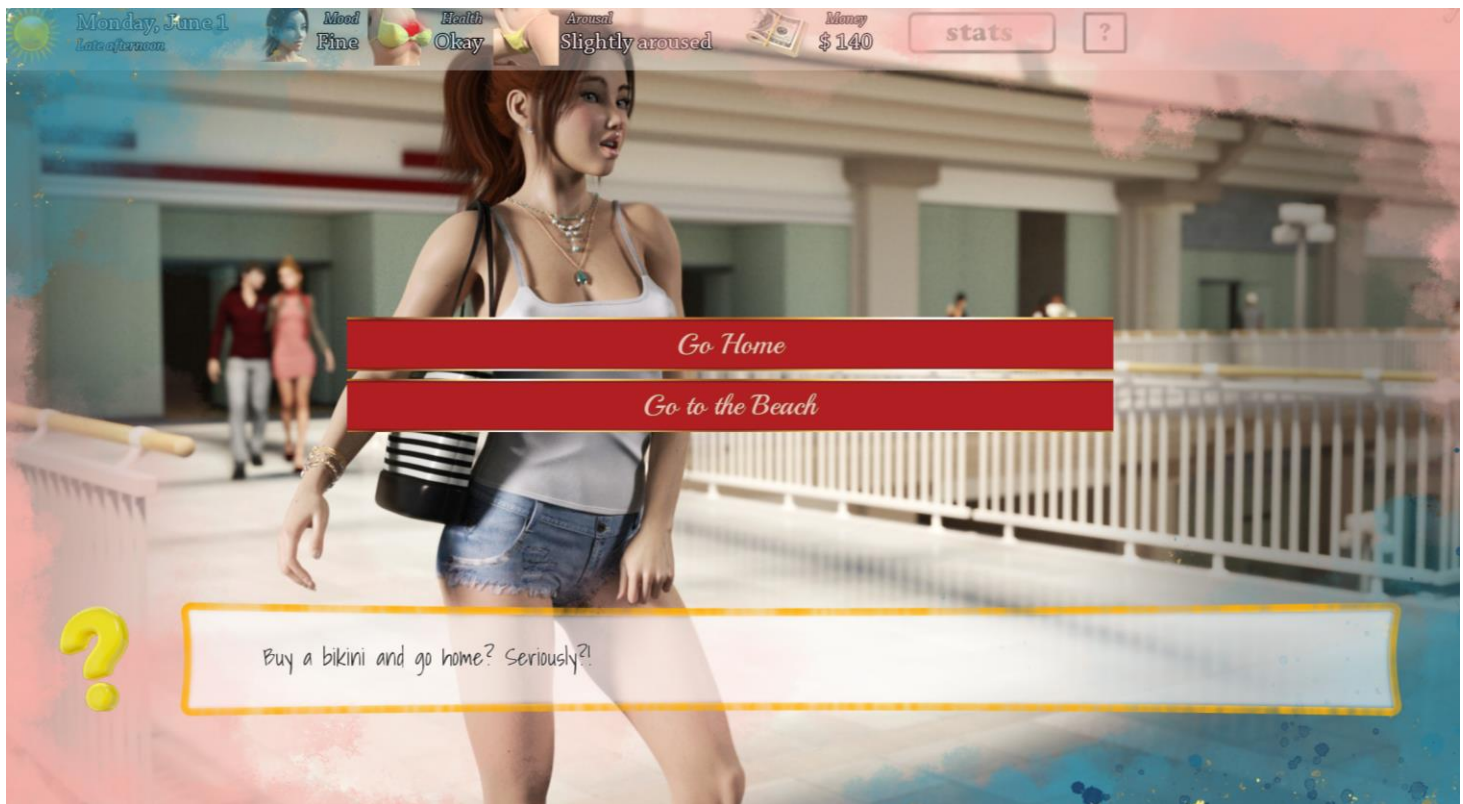 Monday, June 1
Late afternoon
Mood
Fine
Health
Okay
Arousal
Slightly aroused
Money
$ 140
stats
?
Go Home
Go to the Beach
Buy a bikini and go home? Seriously?!